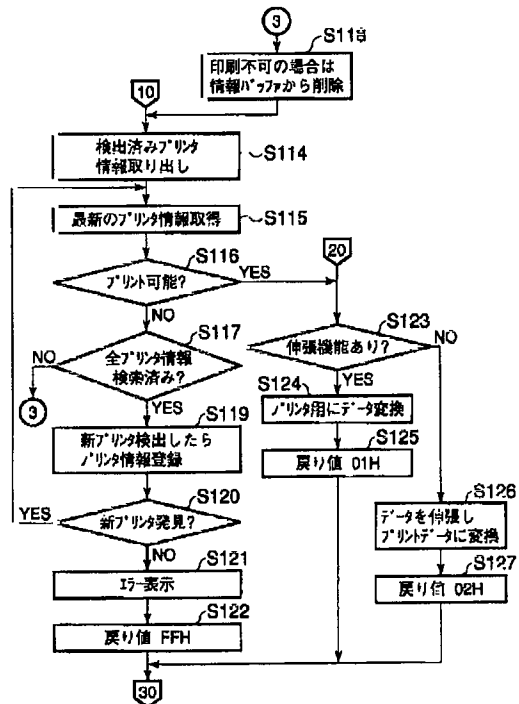 3
S118
印刷不可の場合は
情報バッファから削除
10
検出済みプリンタ
情報取り出し
S114
最新のプリンタ情報取得
S115
S116
プリント可能?
YES
NO
20
S117
全プリンタ情報
検索済み?
NO
YES
3
S123
伸張機能あり?
NO
YES
S124
プリンタ用にデータ変換
S125
戻り値 01H
S119
新プリンタ検出したら
プリンタ情報登録
S120
新プリンタ発見?
YES
NO
S126
データを伸張し
プリントデータに変換
S127
戻り値 02H
S121
エラー表示
S122
戻り値 FFH
30